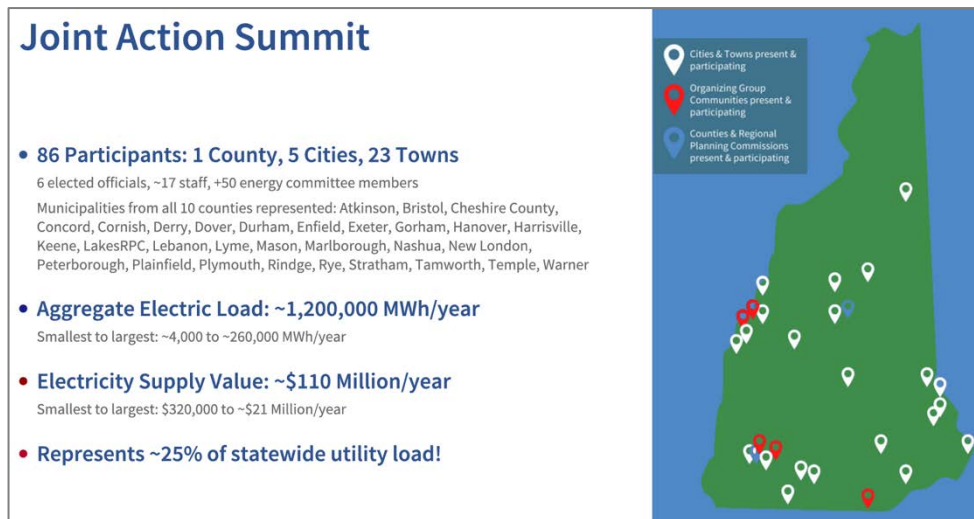 Joint Action Summit
• 86 Participants: 1 County, 5 Cities, 23 Towns
6 elected officials, ~17 staff, +50 energy committee members
Municipalities from all 10 counties represented: Atkinson, Bristol, Cheshire County,
Concord, Cornish, Derry, Dover, Durham, Enfield, Exeter, Gorham, Hanover, Harrisville,
Keene, LakesRPC, Lebanon, Lyme, Mason, Marlborough, Nashua, New London,
Peterborough, Plainfield, Plymouth, Rindge, Rye, Stratham, Tamworth, Temple, Warner
• Aggregate Electric Load: ~1,200,000 MWh/year
Smallest to largest: ~4,000 to ~260,000 MWh/year
• Electricity Supply Value: ~$110 Million/year
Smallest to largest: $320,000 to ~$21 Million/year
• Represents ~25% of statewide utility load!
Cities & Towns present &
participating
Organizing Group
Communities present &
participating
Counties & Regional
Planning Commissions
present & participating